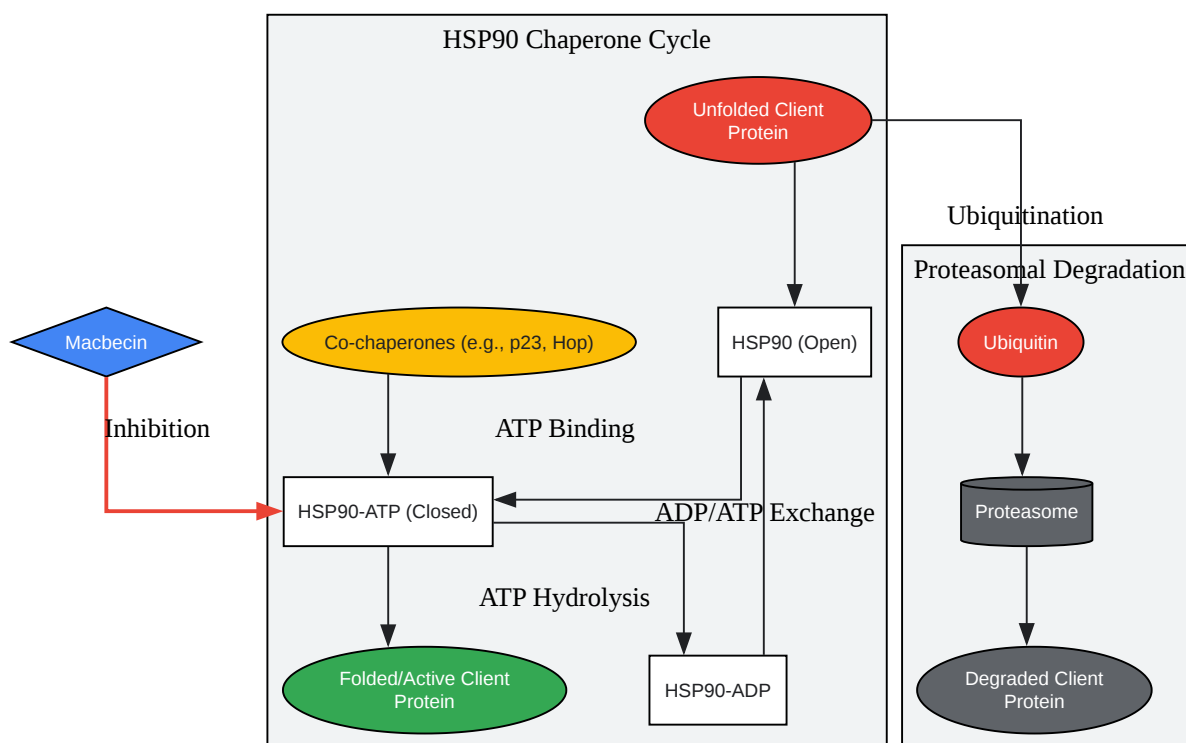 HSP90 Chaperone Cycle
Unfolded Client
Protein
Ubiquitination
Proteasomal Degradation
Macbecin
Co-chaperones (e.g., p23, Hop)
HSP90 (Open)
Ubiquitin
Inhibition
ATP Binding
HSP90-ATP (Closed)
ADP/ATP Exchange
Proteasome
ATP Hydrolysis
Folded/Active Client
Protein
HSP90-ADP
Degraded Client
Protein